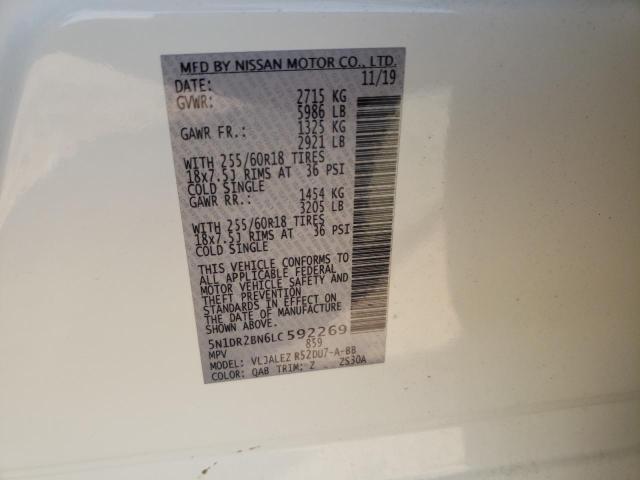 MFD BY NISSAN MOTOR CO., LTD.
DATE: 11/19
GVWR: 2715 KG
5986 LB
GAWR FR.: 1325 KG
2921 LB
WITH 255/60R18 TIRES
18x7.5J RIMS AT 36 PSI
COLD SINGLE
GAWR RR.: 1454 KG
3205 LB
WITH 255/60R18 TIRES
18x7.5J RIMS AT 36 PSI
COLD SINGLE
THIS VEHICLE CONFORMS TO
ALL APPLICABLE FEDERAL
MOTOR VEHICLE SAFETY AND
THEFT PREVENTION
STANDARDS IN EFFECT ON
THE DATE OF MANUFACTURE
SHOWN ABOVE.
5N1DR2BN6LC592269
MPV 859
VLJALEZ R52DU7-A-BB
COLOR: QAB TRIM: Z ZS30A